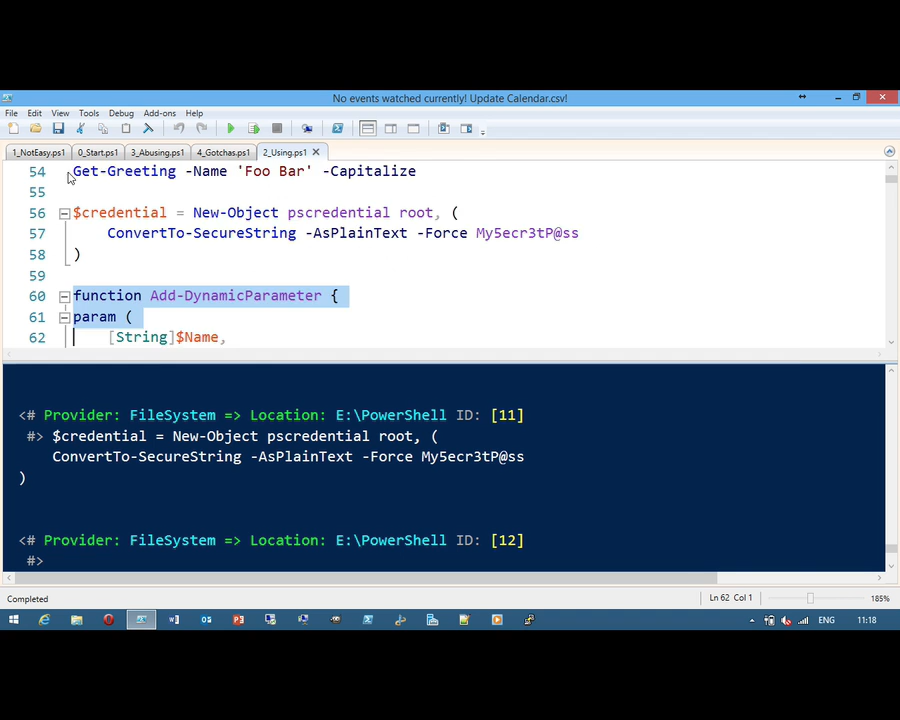 No events watched currently! Update Calendar.csv!
File Edit View Tools Debug Add-ons Help
1_NotEasy.ps1 0_Start.ps1 3_Abusing.ps1 4_Gotchas.ps1 2_Using.ps1
54 Get-Greeting -Name 'Foo Bar' -Capitalize
55
56 $credential = New-Object pscredential root, (
57 ConvertTo-SecureString -AsPlainText -Force My5ecr3tP@ss
58 )
59
60 function Add-DynamicParameter {
61 param (
62 [String]$Name,
<# Provider: FileSystem => Location: E:\PowerShell ID: [11]
#> $credential = New-Object pscredential root, (
ConvertTo-SecureString -AsPlainText -Force My5ecr3tP@ss
)
<# Provider: FileSystem => Location: E:\PowerShell ID: [12]
#>
Completed Ln 62 Col 1 185%
ENG 11:18